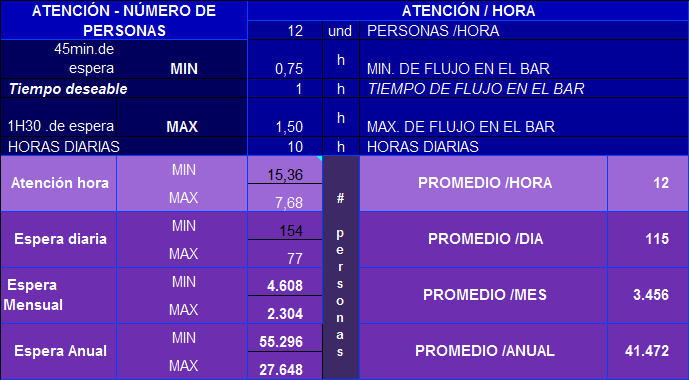 ATENCIÓN - NÚMERO DE PERSONAS ATENCIÓN / HORA
12 und PERSONAS /HORA
45min.de espera MIN 0,75 h MIN. DE FLUJO EN EL BAR
Tiempo deseable 1 h TIEMPO DE FLUJO EN EL BAR
1H30 .de espera MAX 1,50 h MAX. DE FLUJO EN EL BAR
HORAS DIARIAS 10 h HORAS DIARIAS
Atención hora MIN 15,36 # personas PROMEDIO /HORA 12
MAX 7,68
Espera diaria MIN 154 PROMEDIO /DIA 115
MAX 77
Espera Mensual MIN 4.608 PROMEDIO /MES 3.456
MAX 2.304
Espera Anual MIN 55.296 PROMEDIO /ANUAL 41.472
MAX 27.648